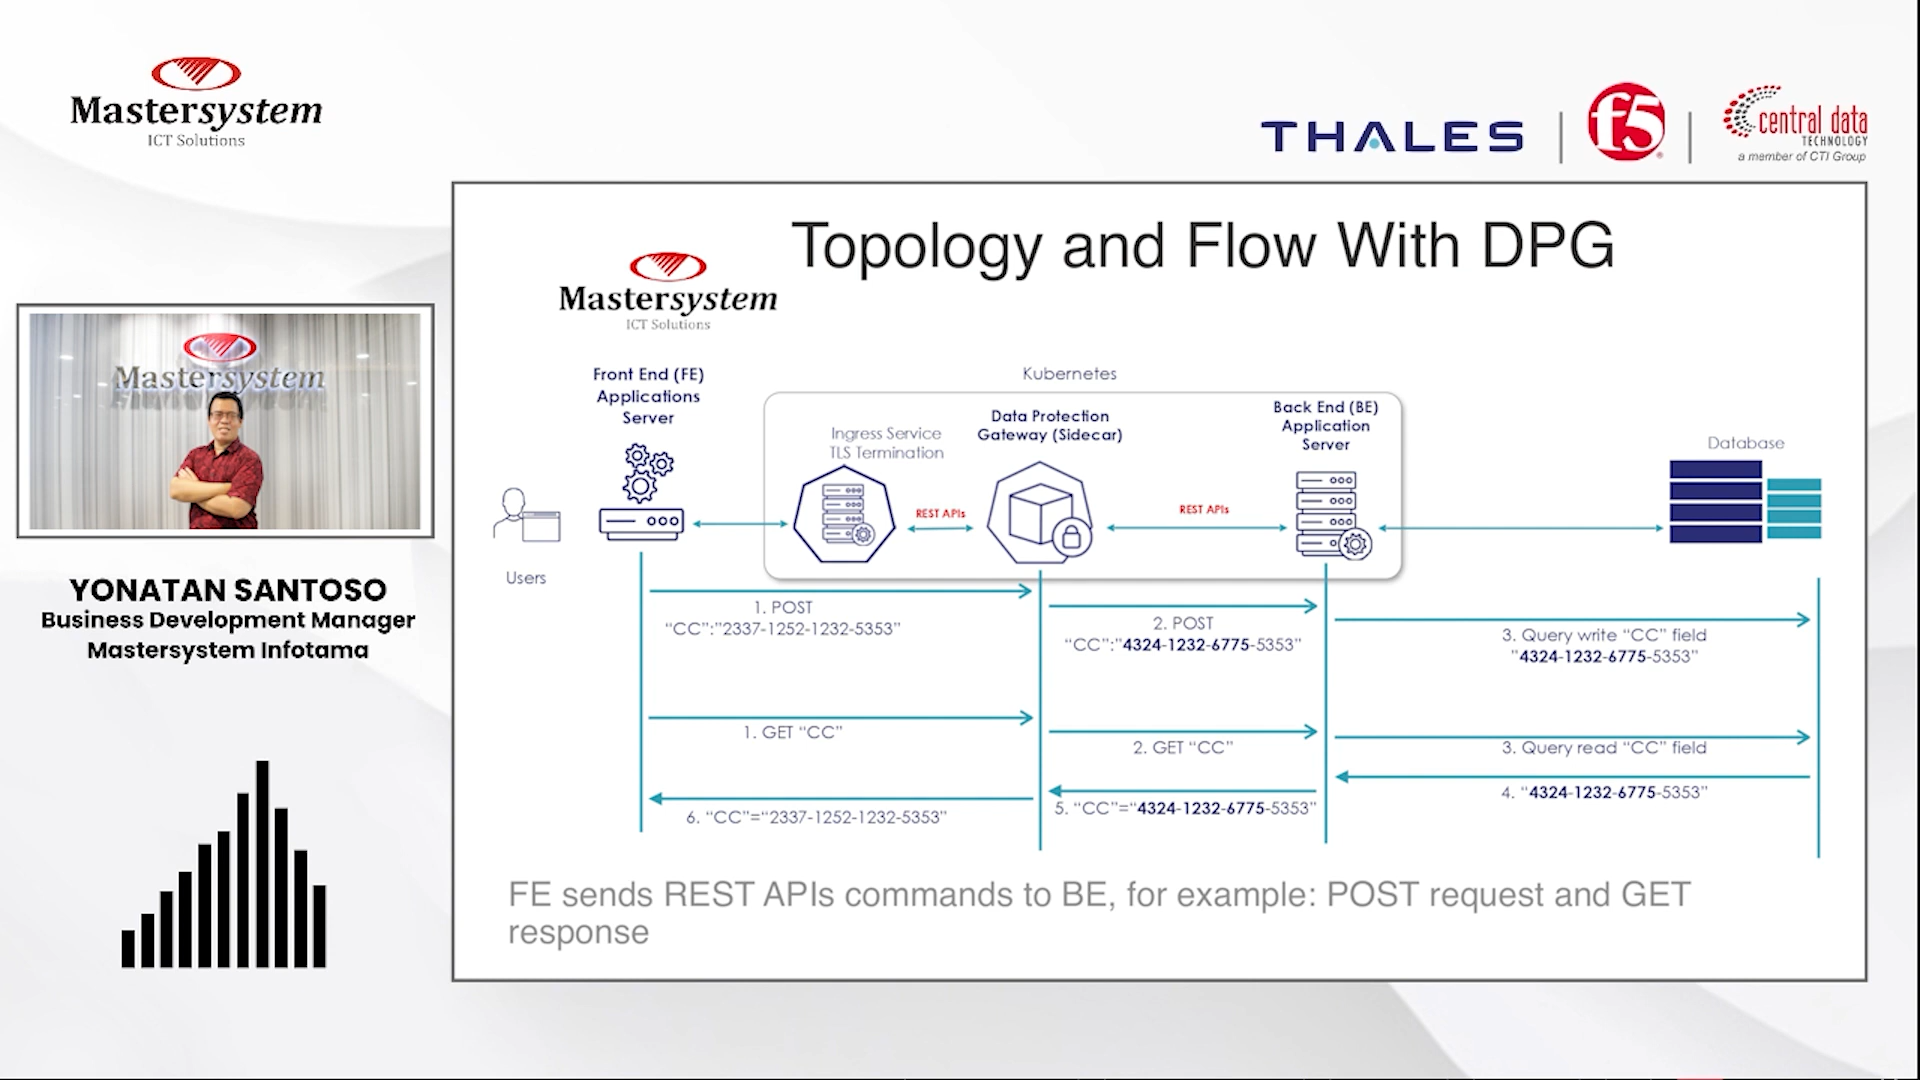 Mastersystem
ICT Solutions
THALES
f5
central data
TECHNOLOGY
a member of CTI Group
Topology and Flow With DPG
Mastersystem
ICT Solutions
Mastersystem
YONATAN SANTOSO
Business Development Manager
Mastersystem Infotama
Front End (FE)
Applications
Server
Kubernetes
Ingress Service
TLS Termination
Data Protection
Gateway (Sidecar)
Back End (BE)
Application
Server
Database
REST APIs
REST APIs
Users
1. POST
“CC”:”2337-1252-1232-5353”
2. POST
“CC”:”4324-1232-6775-5353”
3. Query write “CC” field
”4324-1232-6775-5353”
1. GET “CC”
2. GET “CC”
3. Query read “CC” field
4. “4324-1232-6775-5353”
5. “CC”=“4324-1232-6775-5353”
6. “CC”=“2337-1252-1232-5353”
FE sends REST APIs commands to BE, for example: POST request and GET
response